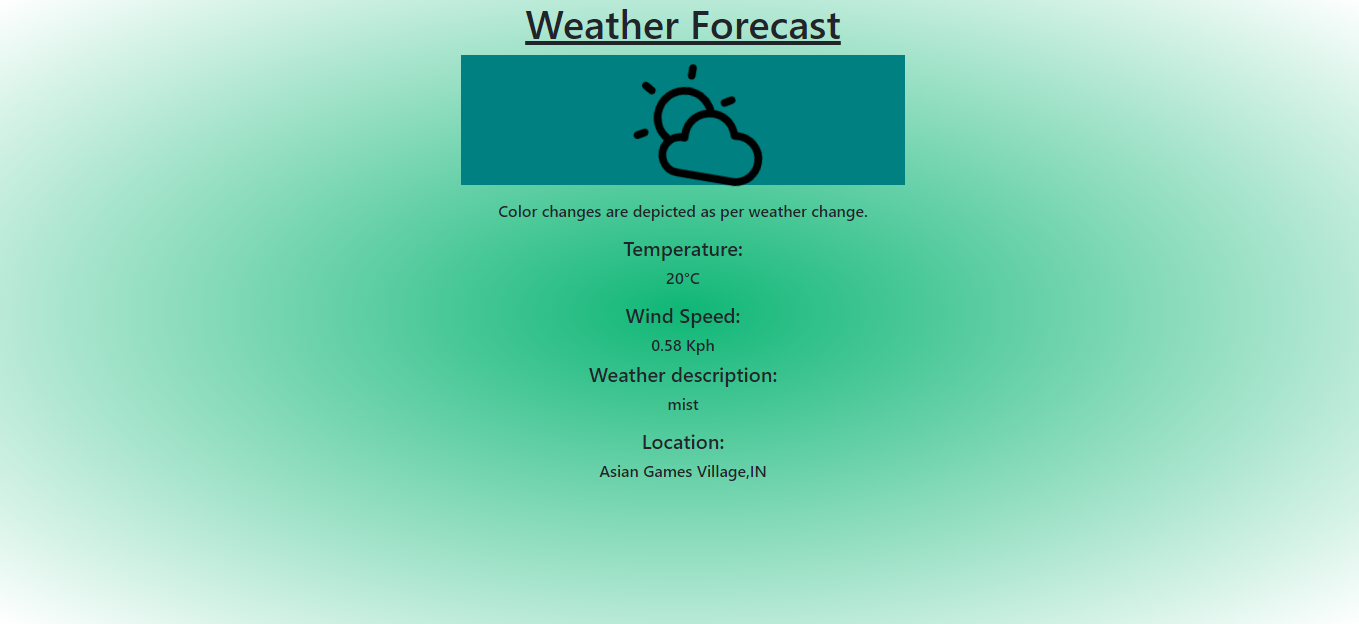 Weather Forecast
Color changes are depicted as per weather change.
Temperature:
20°C
Wind Speed:
0.58 Kph
Weather description:
mist
Location:
Asian Games Village,IN